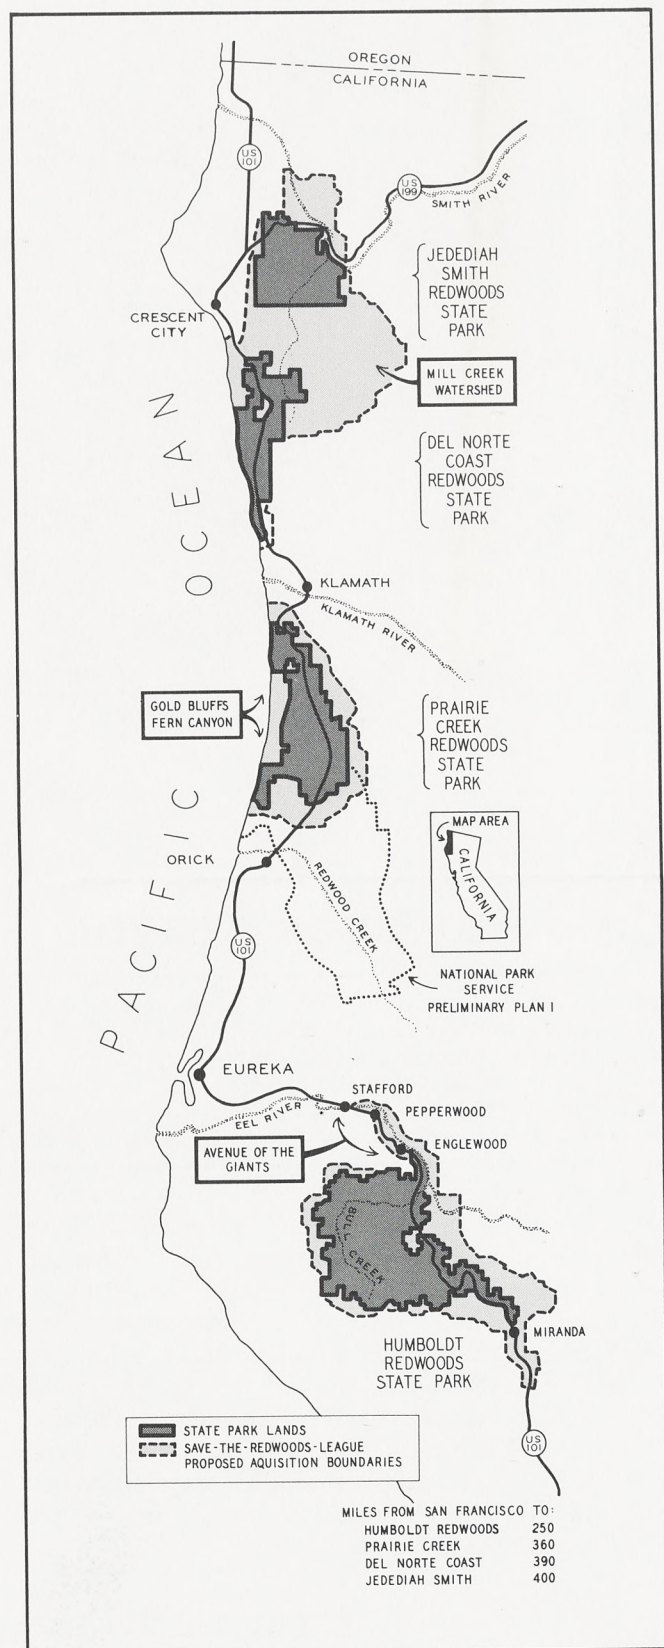 OREGON
CALIFORNIA
US
101
US
199
SMITH RIVER
JEDEDIAH
SMITH
REDWOODS
STATE
PARK
CRESCENT
CITY
MILL CREEK
WATERSHED
DEL NORTE
COAST
REDWOODS
STATE
PARK
PACIFIC OCEAN
KLAMATH
KLAMATH RIVER
GOLD BLUFFS
FERN CANYON
PRAIRIE
CREEK
REDWOODS
STATE
PARK
MAP AREA
CALIFORNIA
ORICK
REDWOOD CREEK
US
101
NATIONAL PARK
SERVICE
PRELIMINARY PLAN I
EUREKA
STAFFORD
EEL RIVER
PEPPERWOOD
AVENUE OF THE
GIANTS
ENGLEWOOD
BULL CREEK
MIRANDA
HUMBOLDT
REDWOODS
STATE PARK
US
101
STATE PARK LANDS
SAVE-THE-REDWOODS-LEAGUE
PROPOSED AQUISITION BOUNDARIES
MILES FROM SAN FRANCISCO TO:
HUMBOLDT REDWOODS 250
PRAIRIE CREEK 360
DEL NORTE COAST 390
JEDEDIAH SMITH 400